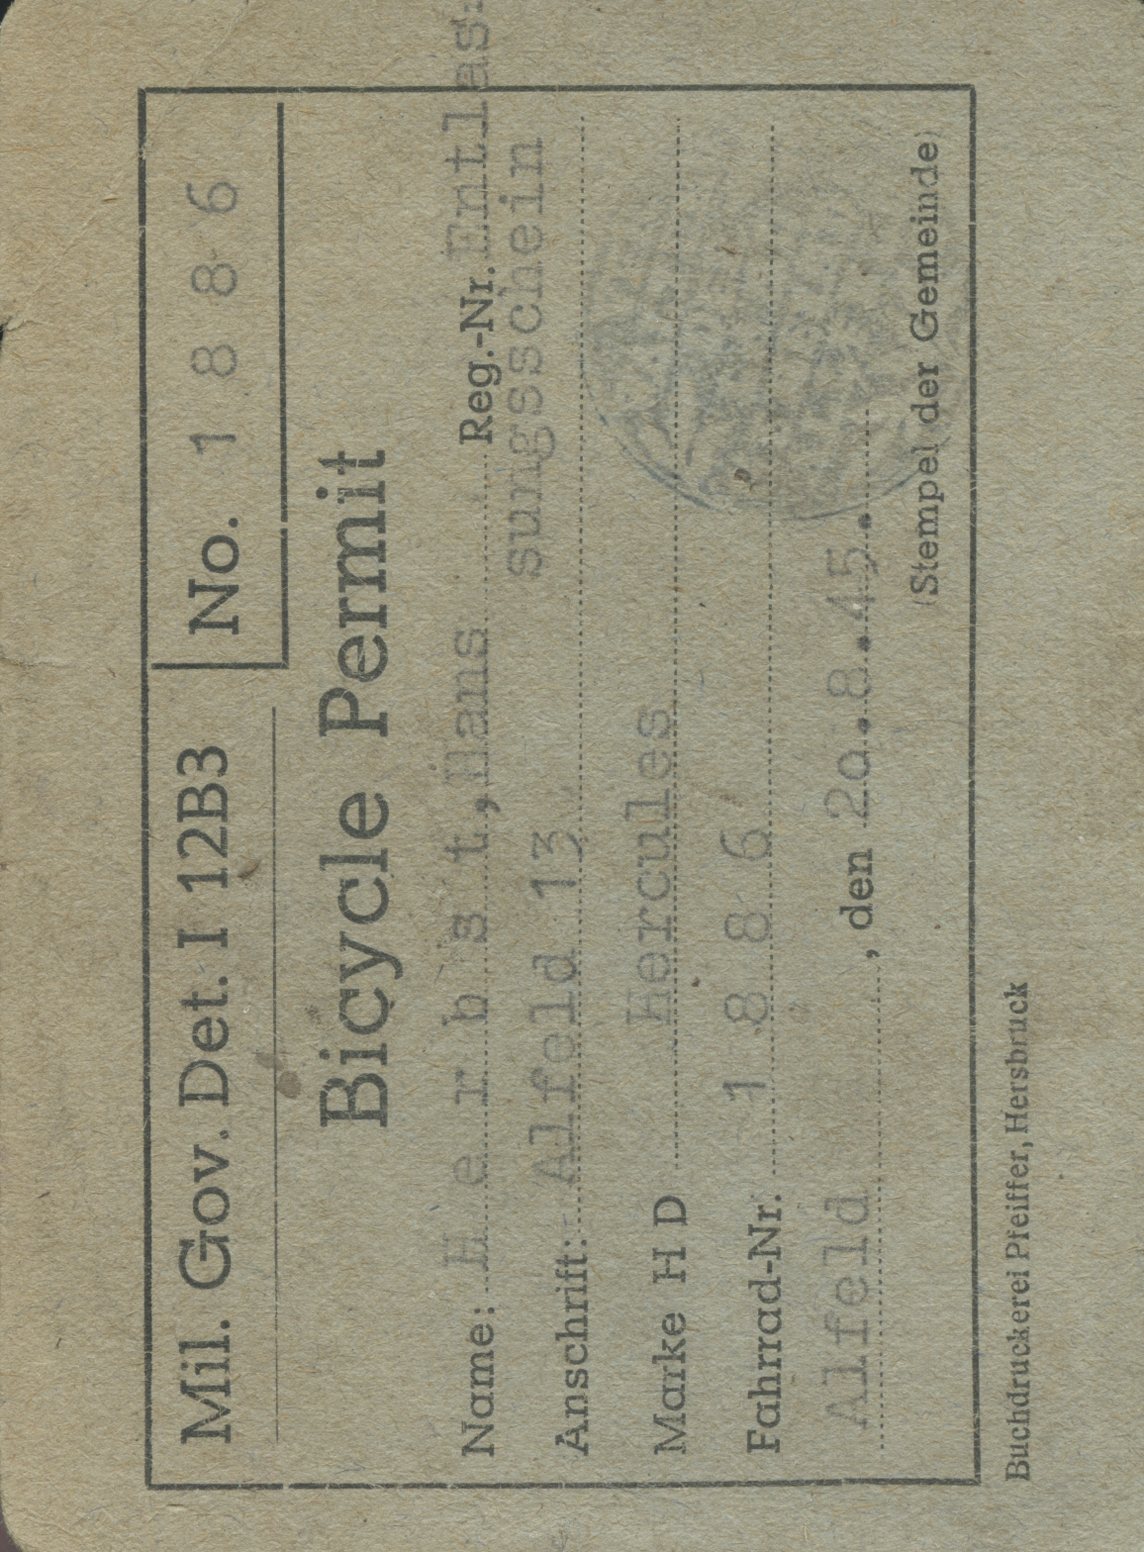 Mil. Gov. Det. I 12B3
No. 1 8 8 6
Bicycle Permit
Name: H e r b s t , Hans Reg.-Nr. Entlas-
sungsschein
Anschrift: Alfeld 13
Marke H D Hercules
Fahrrad-Nr. 1 8 8 6
Alfeld , den 20.8.45.
(Stempel der Gemeinde)
Buchdruckerei Pfeiffer, Hersbruck